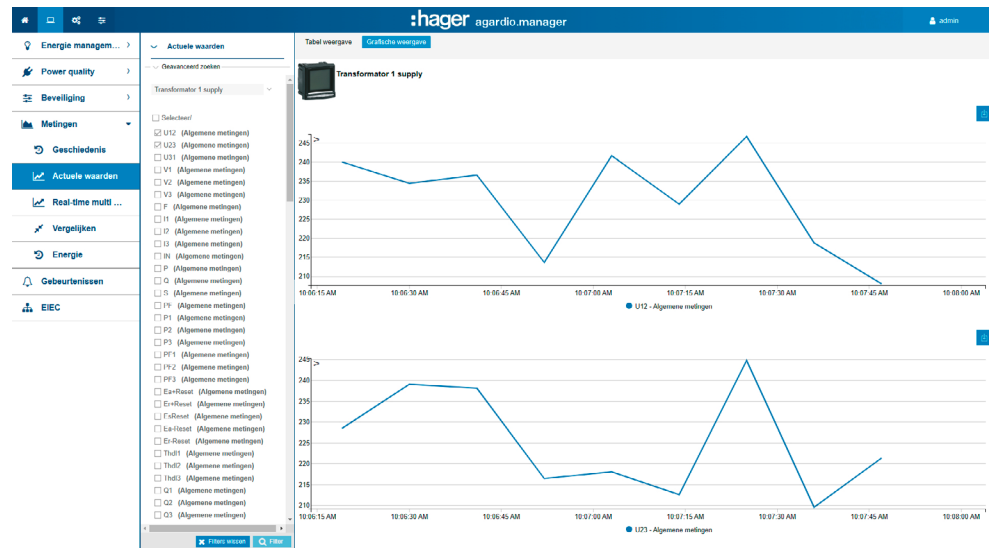 :hager agardio.manager
admin
Energie managem...
Power quality
Beveiliging
Metingen
Geschiedenis
Actuele waarden
Real-time multi ...
Vergelijken
Energie
Gebeurtenissen
EIEC
Actuele waarden
Geavanceerd zoeken
Transformator 1 supply
Selecteer/
U12 (Algemene metingen)
U23 (Algemene metingen)
U31 (Algemene metingen)
V1 (Algemene metingen)
V2 (Algemene metingen)
V3 (Algemene metingen)
F (Algemene metingen)
I1 (Algemene metingen)
I2 (Algemene metingen)
I3 (Algemene metingen)
IN (Algemene metingen)
P (Algemene metingen)
Q (Algemene metingen)
S (Algemene metingen)
PF (Algemene metingen)
P1 (Algemene metingen)
P2 (Algemene metingen)
P3 (Algemene metingen)
PF1 (Algemene metingen)
PF2 (Algemene metingen)
PF3 (Algemene metingen)
Ea+Reset (Algemene metingen)
Er+Reset (Algemene metingen)
EsReset (Algemene metingen)
Ea-Reset (Algemene metingen)
Er-Reset (Algemene metingen)
ThdI1 (Algemene metingen)
ThdI2 (Algemene metingen)
ThdI3 (Algemene metingen)
Q1 (Algemene metingen)
Q2 (Algemene metingen)
Q3 (Algemene metingen)
Filters wissen
Filter
Tabel weergave
Grafische weergave
Transformator 1 supply
V
245
240
235
230
225
220
215
210
10:06:15 AM 10:06:30 AM 10:06:45 AM 10:07:00 AM 10:07:15 AM 10:07:30 AM 10:07:45 AM 10:08:00 AM
U12 - Algemene metingen
V
245
240
235
230
225
220
215
210
10:06:15 AM 10:06:30 AM 10:06:45 AM 10:07:00 AM 10:07:15 AM 10:07:30 AM 10:07:45 AM 10:08:00 AM
U23 - Algemene metingen